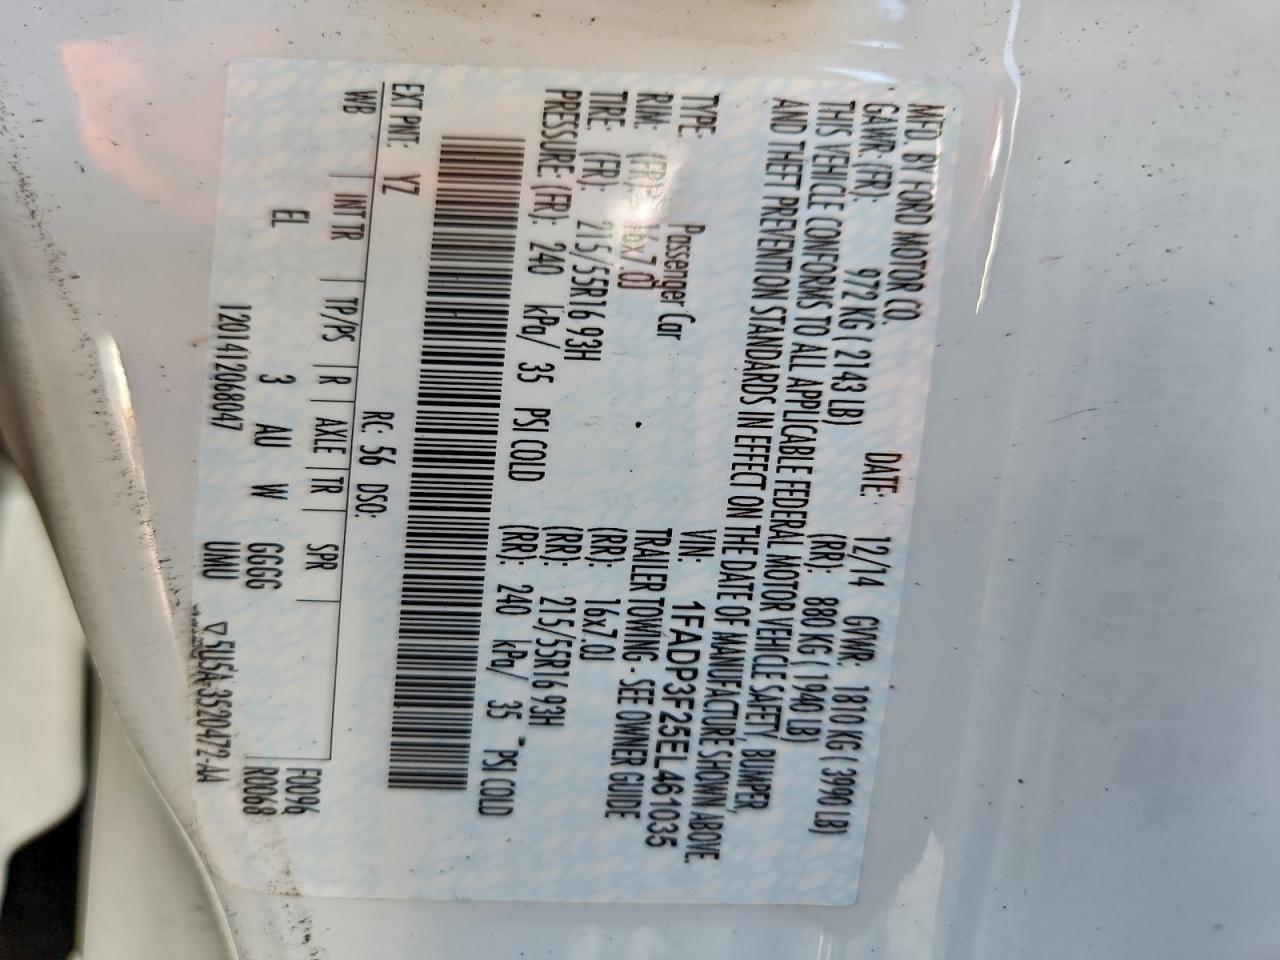 MFD. BY FORD MOTOR CO.
DATE: 12/14 GVWR: 1810 KG ( 3990 LB)
GAWR: (FR): 972 KG ( 2143 LB) (RR): 880 KG ( 1940 LB)
THIS VEHICLE CONFORMS TO ALL APPLICABLE FEDERAL MOTOR VEHICLE SAFETY, BUMPER,
AND THEFT PREVENTION STANDARDS IN EFFECT ON THE DATE OF MANUFACTURE SHOWN ABOVE.
VIN: 1FADP3F25EL461035
TYPE: Passenger Car TRAILER TOWING - SEE OWNER GUIDE
RIM: (FR): 16x7.0J (RR): 16x7.0J
TIRE: (FR): 215/55R16 93H (RR): 215/55R16 93H
PRESSURE (FR): 240 kPa/ 35 PSI COLD (RR): 240 kPa/ 35 PSI COLD
EXT PNT: YZ RC: 56 DSO:
WB | INT TR | TP/PS | R | AXLE | TR | SPR | F0096
EL 3 AU W GGGG R0068
1201412068047 UNU ▽5U5A-3520472-AA